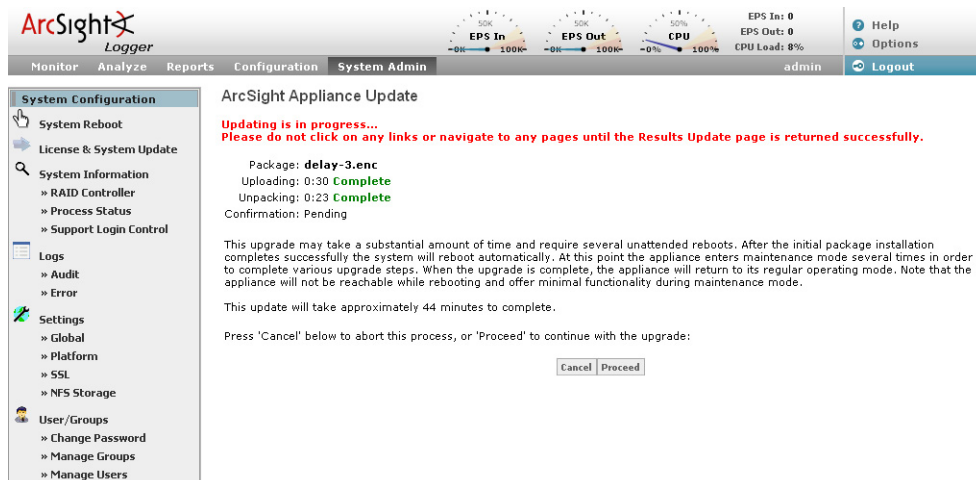 ArcSight
Logger
50K
EPS In
0K 100K
50K
EPS Out
0K 100K
50%
CPU
0% 100%
EPS In: 0
EPS Out: 0
CPU Load: 8%
Help
Options
Monitor Analyze Reports Configuration System Admin
admin
Logout
System Configuration
System Reboot
License & System Update
System Information
» RAID Controller
» Process Status
» Support Login Control
Logs
» Audit
» Error
Settings
» Global
» Platform
» SSL
» NFS Storage
User/Groups
» Change Password
» Manage Groups
» Manage Users
ArcSight Appliance Update
Updating is in progress...
Please do not click on any links or navigate to any pages until the Results Update page is returned successfully.
Package: delay-3.enc
Uploading: 0:30 Complete
Unpacking: 0:23 Complete
Confirmation: Pending
This upgrade may take a substantial amount of time and require several unattended reboots. After the initial package installation
completes successfully the system will reboot automatically. At this point the appliance enters maintenance mode several times in order
to complete various upgrade steps. When the upgrade is complete, the appliance will return to its regular operating mode. Note that the
appliance will not be reachable while rebooting and offer minimal functionality during maintenance mode.
This update will take approximately 44 minutes to complete.
Press 'Cancel' below to abort this process, or 'Proceed' to continue with the upgrade:
Cancel Proceed